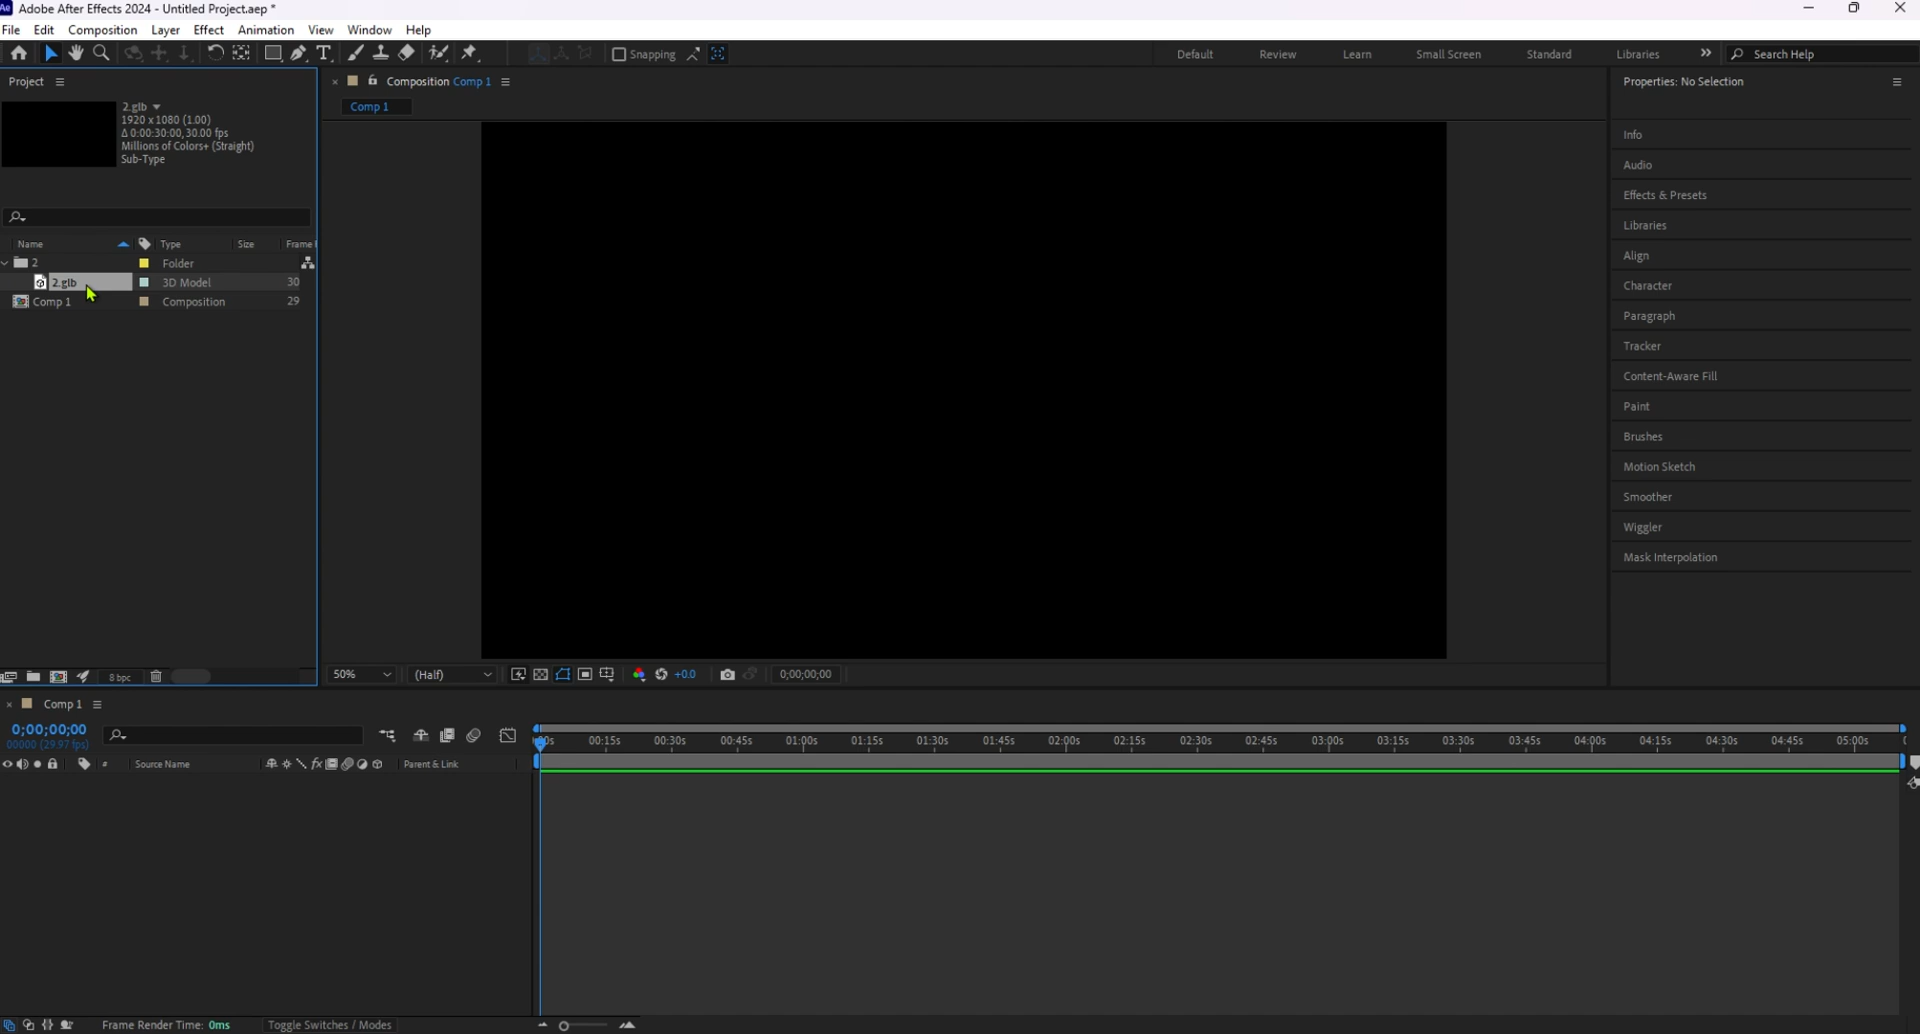 Ae Adobe After Effects 2024 - Untitled Project.aep *
File Edit Composition Layer Effect Animation View Window Help
Snapping Default Review Learn Small Screen Standard Libraries Search Help
Project
Composition Comp 1
Properties: No Selection
2.glb
1920 x 1080 (1.00)
Δ 0:00:30:00, 30.00 fps
Millions of Colors+ (Straight)
Sub-Type
Comp 1
Info
Audio
Effects & Presets
Libraries
Align
Character
Paragraph
Tracker
Content-Aware Fill
Paint
Brushes
Motion Sketch
Smoother
Wiggler
Mask Interpolation
Name Type Size Frame
2 Folder
2.glb 3D Model 30
Comp 1 Composition 29
8 bpc
50% (Half) +0.0 0;00;00;00
Comp 1
0;00;00;00
00000 (29.97 fps)
00:15s 00:30s 00:45s 01:00s 01:15s 01:30s 01:45s 02:00s 02:15s 02:30s 02:45s 03:00s 03:15s 03:30s 03:45s 04:00s 04:15s 04:30s 04:45s 05:00s
# Source Name fx Parent & Link
Frame Render Time: 0ms Toggle Switches / Modes